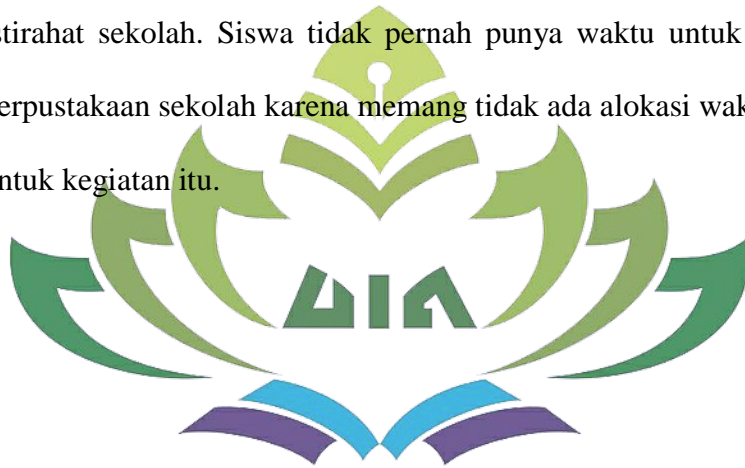 stirahat sekolah. Siswa tidak pernah punya waktu untuk
erpustakaan sekolah karena memang tidak ada alokasi wak
ntuk kegiatan itu.
UIN